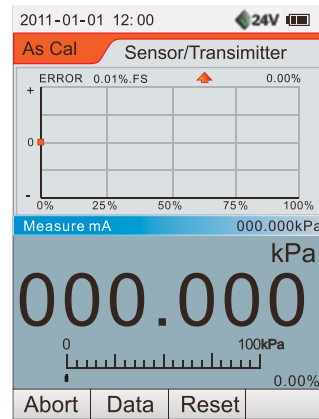 2011-01-01 12:00 24V
As Cal Sensor/Transimitter
ERROR 0.01%.FS 0.00%
+
0
-
0% 25% 50% 75% 100%
Measure mA 000.000kPa
kPa
000.000
0 100kPa
0.00%
Abort Data Reset